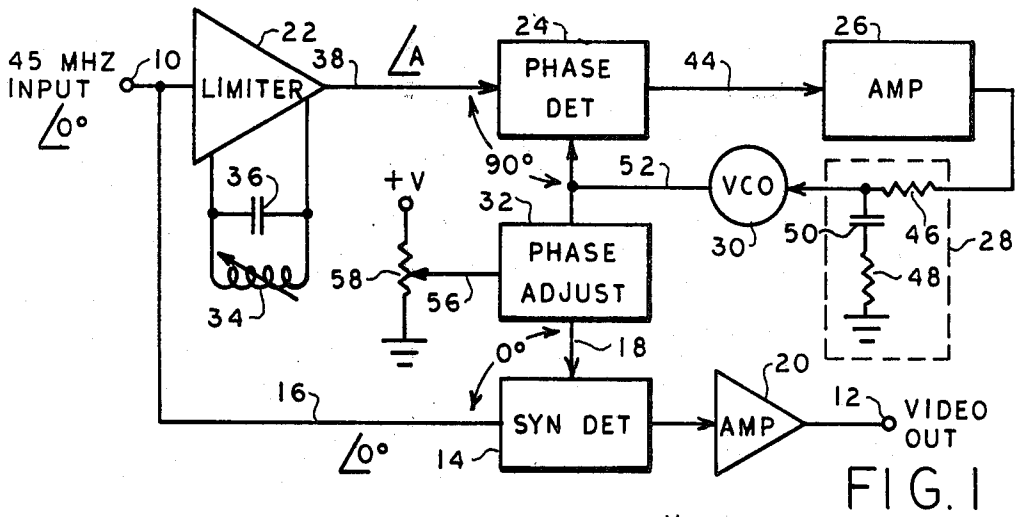 45 MHZ
INPUT
∠0°
10
22
LIMITER
38
∠A
24
PHASE
DET
44
26
AMP
90°
52
VCO
30
50
46
28
48
36
34
+V
58
56
32
PHASE
ADJUST
0°
18
16
∠0°
14
SYN DET
20
AMP
12
VIDEO
OUT
FIG. 1